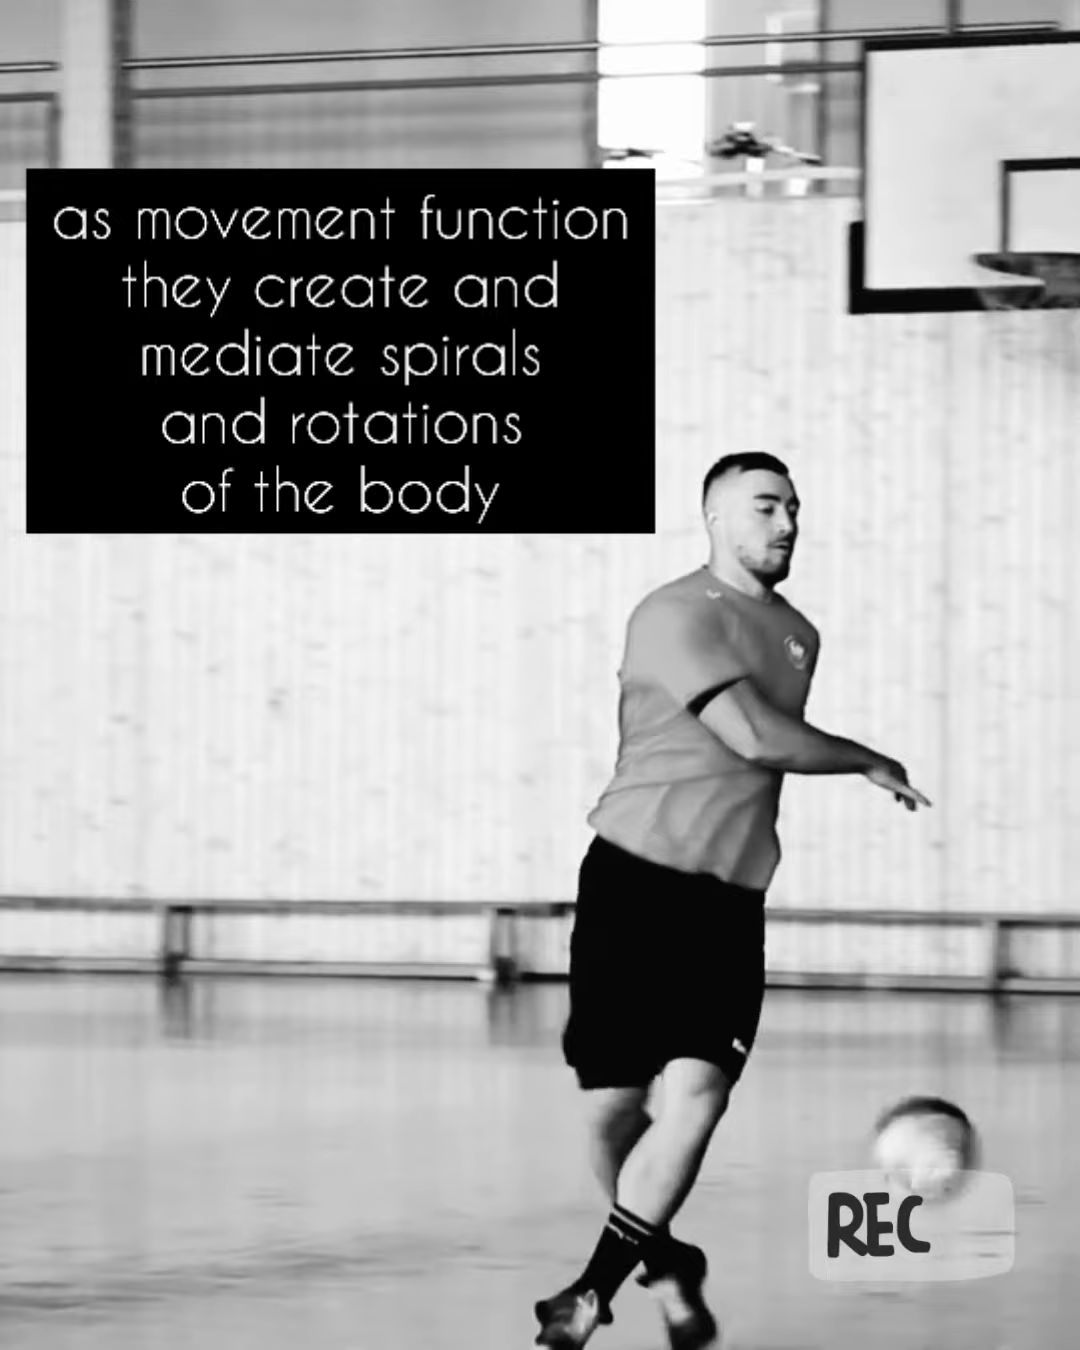 as movement function
they create and
mediate spirals
and rotations
of the body
REC